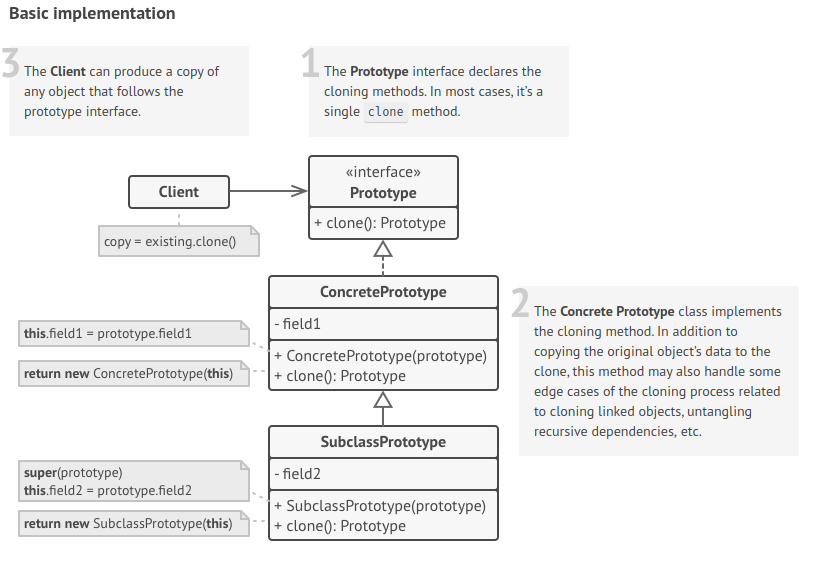 Basic implementation
3
The Client can produce a copy of
any object that follows the
prototype interface.
1
The Prototype interface declares the
cloning methods. In most cases, it's a
single clone method.
Client
copy = existing.clone()
«interface»
Prototype
+ clone(): Prototype
ConcretePrototype
- field1
+ ConcretePrototype(prototype)
+ clone(): Prototype
this.field1 = prototype.field1
return new ConcretePrototype(this)
2
The Concrete Prototype class implements
the cloning method. In addition to
copying the original object's data to the
clone, this method may also handle some
edge cases of the cloning process related
to cloning linked objects, untangling
recursive dependencies, etc.
SubclassPrototype
- field2
+ SubclassPrototype(prototype)
+ clone(): Prototype
super(prototype)
this.field2 = prototype.field2
return new SubclassPrototype(this)